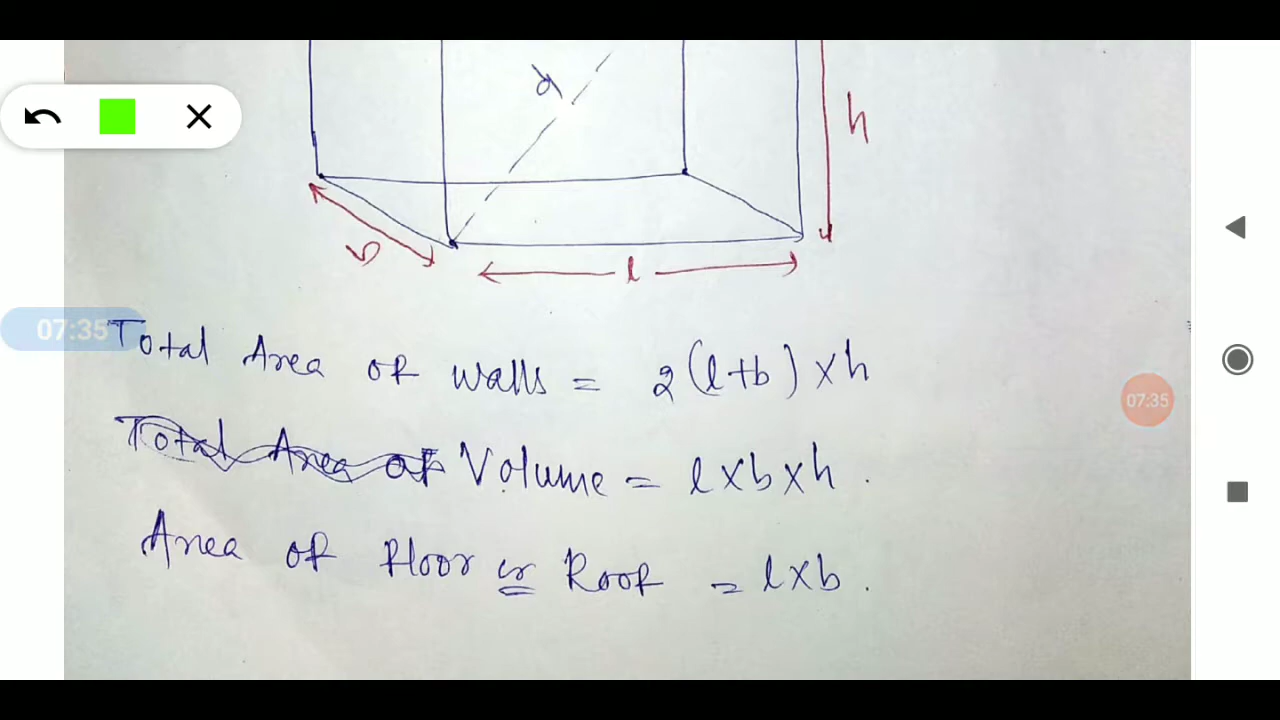 d
h
b
l
07:35
Total Area of walls = 2(l+b)×h
07:35
Total Area of Volume = l×b×h.
Area of Floor or Roof = l×b.